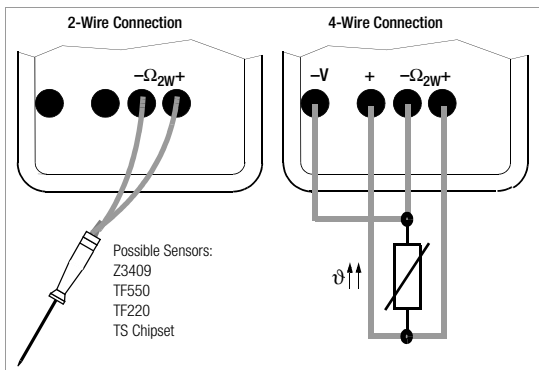 2-Wire Connection
−Ω2W+
Possible Sensors:
Z3409
TF550
TF220
TS Chipset
4-Wire Connection
−V + −Ω2W+
ϑ↑↑